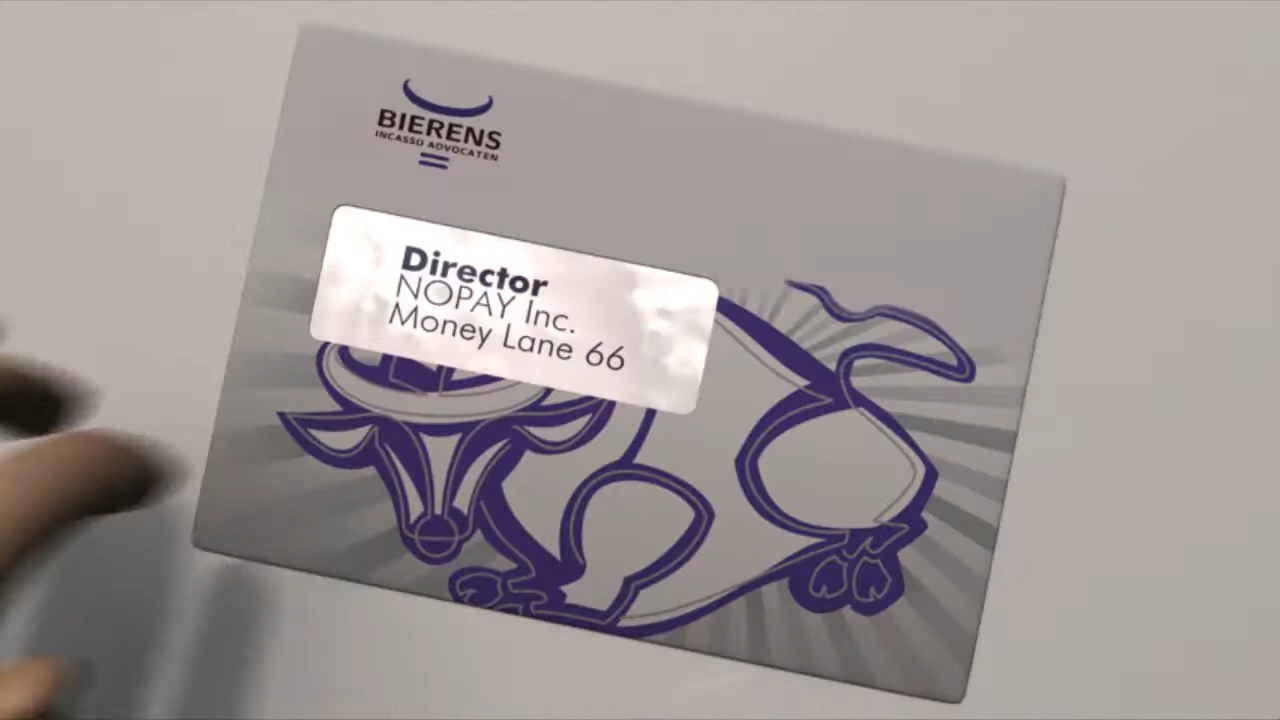 BIERENS
INCASSO ADVOCATEN
Director
NOPAY Inc.
Money Lane 66